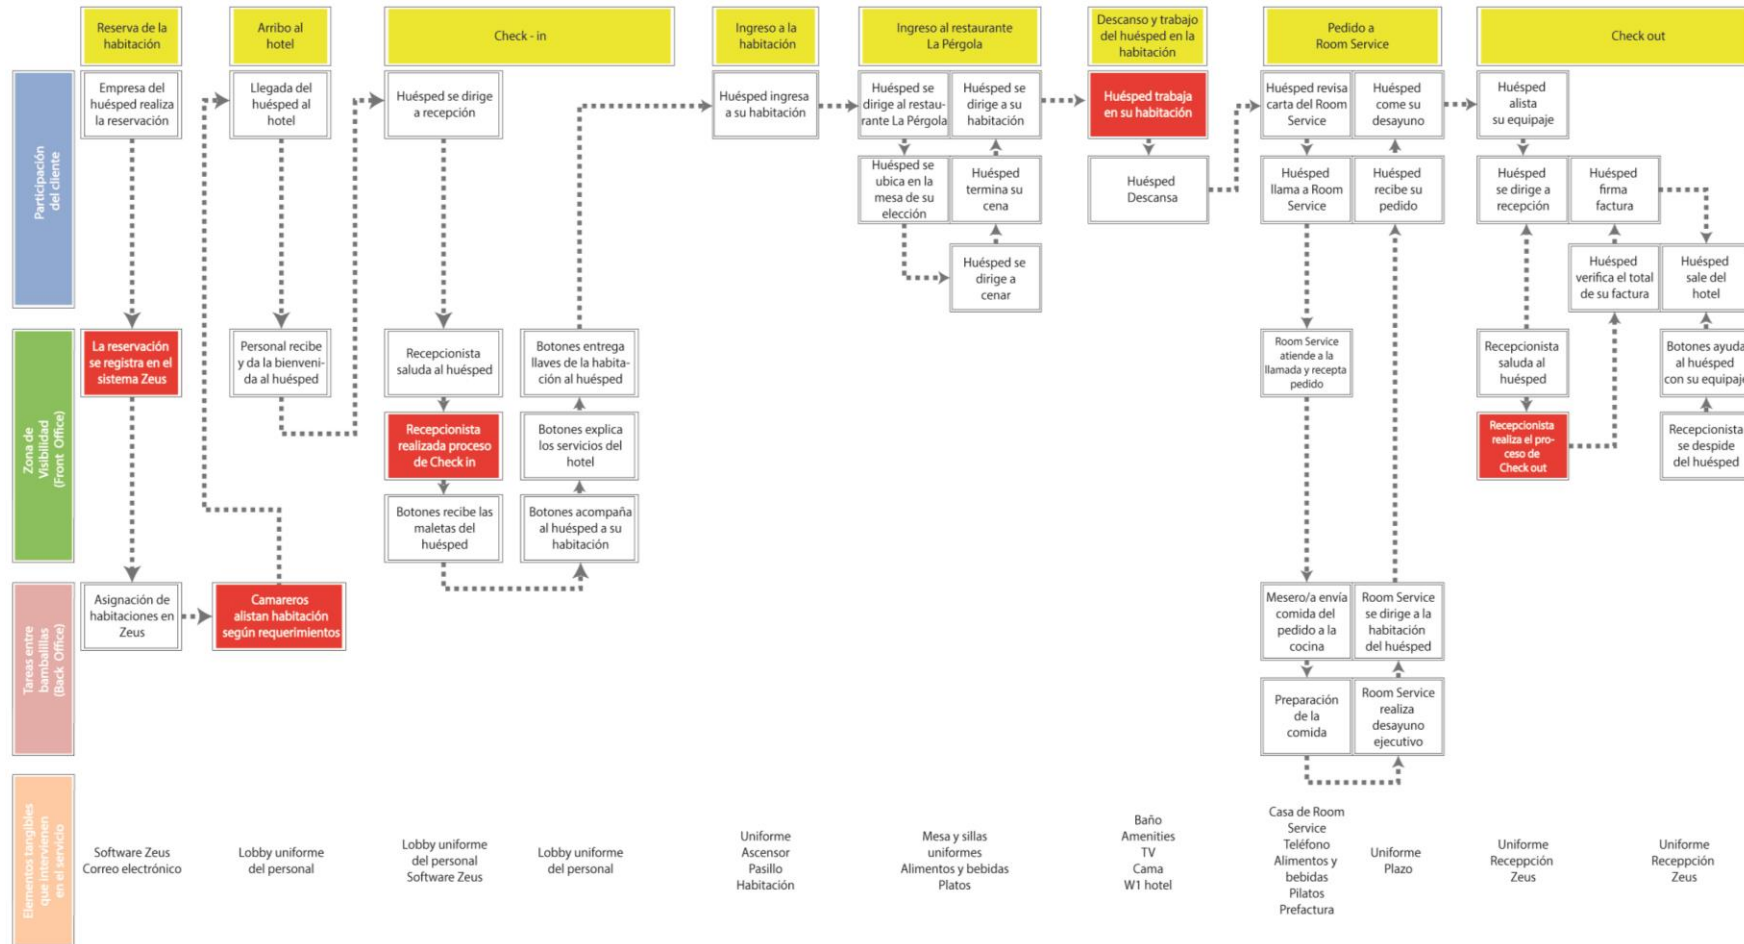 Reserva de la
habitación
Arribo al
hotel
Check - in
Ingreso a la
habitación
Ingreso al restaurante
La Pérgola
Descanso y trabajo
del huésped en la
habitación
Pedido a
Room Service
Check out
Participación
del cliente
Empresa del
huésped realiza
la reservación
Llegada del
huésped al
hotel
Huésped se dirige
a recepción
Huésped ingresa
a su habitación
Huésped se
dirige al restau-
rante La Pérgola
Huésped se
dirige a su
habitación
Huésped trabaja
en su habitación
Huésped revisa
carta del Room
Service
Huésped
come su
desayuno
Huésped
alista
su equipaje
Huésped se
ubica en la
mesa de su
elección
Huésped
termina su
cena
Huésped
Descansa
Huésped
llama a Room
Service
Huésped
recibe su
pedido
Huésped
se dirige a
recepción
Huésped
firma
factura
Huésped se
dirige a
cenar
Huésped
verifica el total
de su factura
Huésped
sale del
hotel
Zona de
Visibilidad
(Front Office)
La reservación
se registra en el
sistema Zeus
Personal recibe
y da la bienveni-
da al huésped
Recepcionista
saluda al huésped
Botones entrega
llaves de la habita-
ción al huésped
Room Service
atiende a la
llamada y recepta
pedido
Recepcionista
saluda al
huésped
Botones ayuda
al huésped
con su equipaje
Recepcionista
realizada proceso
de Check in
Botones explica
los servicios del
hotel
Recepcionista
realiza el pro-
ceso de
Check out
Recepcionista
se despide
del huésped
Botones recibe las
maletas del
huésped
Botones acompaña
al huésped a su
habitación
Tareas entre
bambalillas
(Back Office)
Asignación de
habitaciones en
Zeus
Camareros
alistan habitación
según requerimientos
Mesero/a envía
comida del
pedido a la
cocina
Room Service
se dirige a la
habitación
del huésped
Preparación
de la
comida
Room Service
realiza
desayuno
ejecutivo
Elementos tangibles
que intervienen
en el servicio
Software Zeus
Correo electrónico
Lobby uniforme
del personal
Lobby uniforme
del personal
Software Zeus
Lobby uniforme
del personal
Uniforme
Ascensor
Pasillo
Habitación
Mesa y sillas
uniformes
Alimentos y bebidas
Platos
Baño
Amenities
TV
Cama
W1 hotel
Casa de Room
Service
Teléfono
Alimentos y
bebidas
Pilatos
Prefactura
Uniforme
Plazo
Uniforme
Receppción
Zeus
Uniforme
Receppción
Zeus